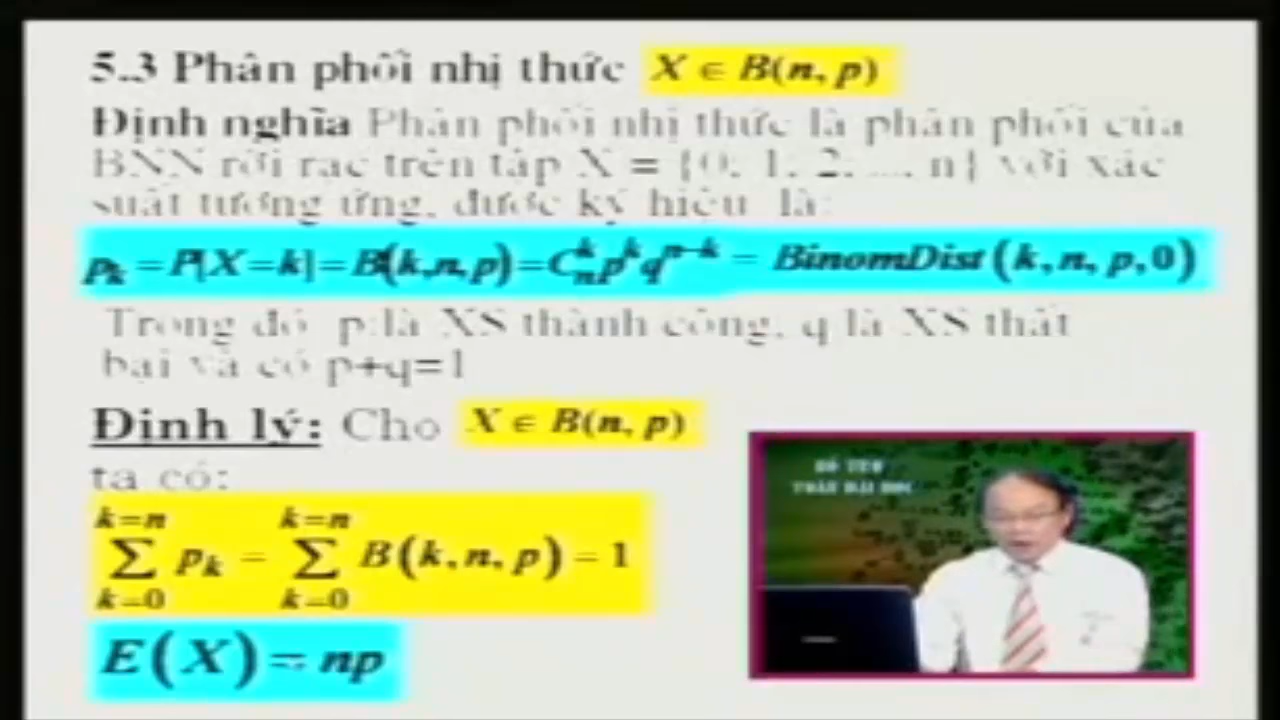 5.3 Phân phối nhị thức X ∈ B(n, p)
Định nghĩa Phân phối nhị thức là phân phối của
BNN rời rạc trên tập X = {0, 1, 2, ..., n} với xác
suất tương ứng, được ký hiệu là:
pₖ = P[X=k] = B(k,n,p) = Cₙᵏ pᵏ qⁿ⁻ᵏ = BinomDist(k, n, p, 0)
Trong đó p:là XS thành công, q là XS thất
bại và có p+q=1
Định lý: Cho X ∈ B(n, p)
ta có:
k=n k=n
∑ pₖ = ∑ B(k, n, p) = 1
k=0 k=0
E(X) = np
TOÁN ĐẠI HỌC